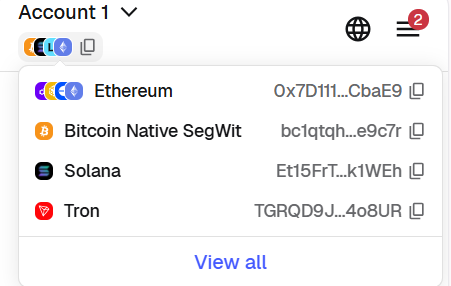 Account 1
2
Ethereum 0x7D111...CbaE9
Bitcoin Native SegWit bc1qtqh...e9c7r
Solana Et15FrT...k1WEh
Tron TGRQD9J...4o8UR
View all